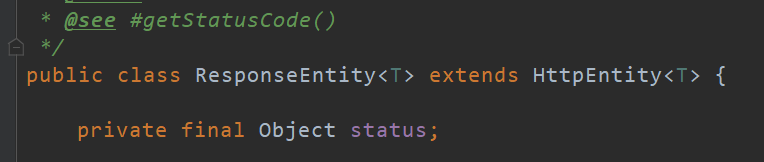 * @see #getStatusCode()
*/
public class ResponseEntity<T> extends HttpEntity<T> {
private final Object status;